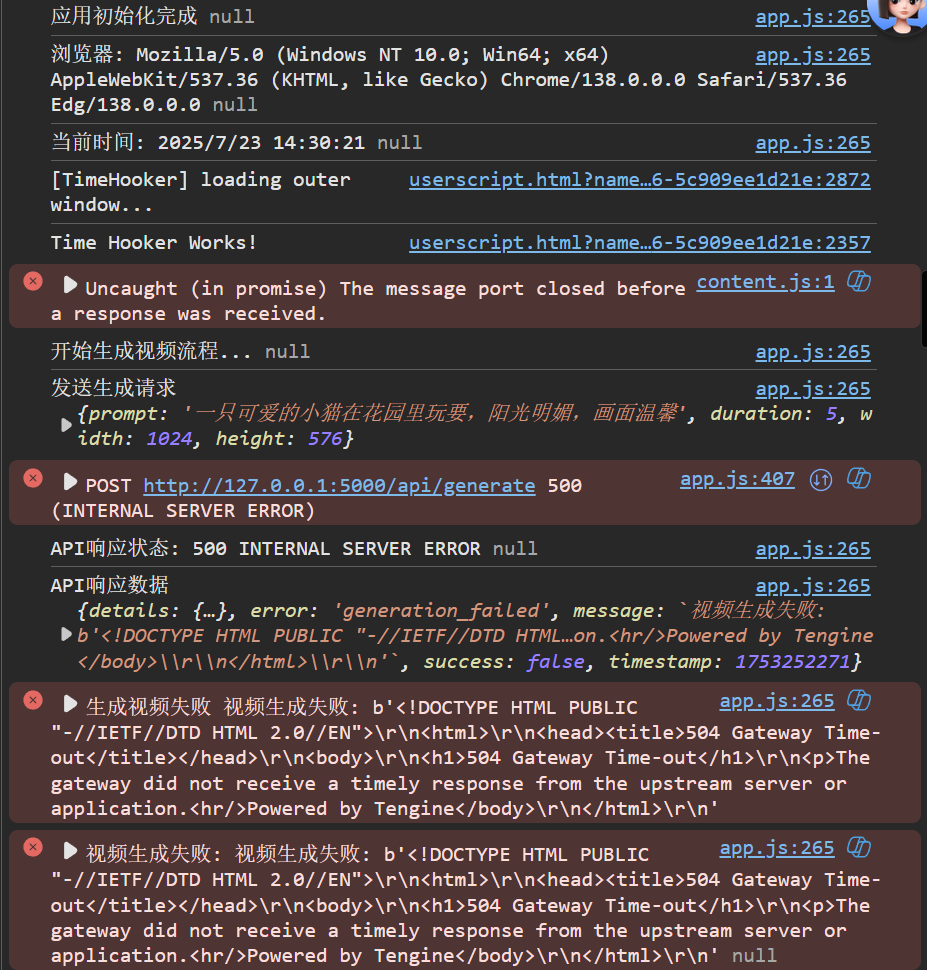 应用初始化完成 null app.js:265
浏览器: Mozilla/5.0 (Windows NT 10.0; Win64; x64) app.js:265
AppleWebKit/537.36 (KHTML, like Gecko) Chrome/138.0.0.0 Safari/537.36
Edg/138.0.0.0 null
当前时间: 2025/7/23 14:30:21 null app.js:265
[TimeHooker] loading outer userscript.html?name…6-5c909ee1d21e:2872
window...
Time Hooker Works! userscript.html?name…6-5c909ee1d21e:2357
Uncaught (in promise) The message port closed before content.js:1
a response was received.
开始生成视频流程... null app.js:265
发送生成请求 app.js:265
{prompt: '一只可爱的小猫在花园里玩要，阳光明媚，画面温馨', duration: 5, w
idth: 1024, height: 576}
POST http://127.0.0.1:5000/api/generate 500 app.js:407
(INTERNAL SERVER ERROR)
API响应状态: 500 INTERNAL SERVER ERROR null app.js:265
API响应数据 app.js:265
{details: {…}, error: 'generation_failed', message: `视频生成失败:
b'<!DOCTYPE HTML PUBLIC "-//IETF//DTD HTML…on.<hr/>Powered by Tengine
</body>\\r\\n</html>\\r\\n'`, success: false, timestamp: 1753252271}
生成视频失败 视频生成失败: b'<!DOCTYPE HTML PUBLIC app.js:265
"-//IETF//DTD HTML 2.0//EN">\r\n<html>\r\n<head><title>504 Gateway Time-
out</title></head>\r\n<body>\r\n<h1>504 Gateway Time-out</h1>\r\n<p>The
gateway did not receive a timely response from the upstream server or
application.<hr/>Powered by Tengine</body>\r\n</html>\r\n'
视频生成失败: 视频生成失败: b'<!DOCTYPE HTML PUBLIC app.js:265
"-//IETF//DTD HTML 2.0//EN">\r\n<html>\r\n<head><title>504 Gateway Time-
out</title></head>\r\n<body>\r\n<h1>504 Gateway Time-out</h1>\r\n<p>The
gateway did not receive a timely response from the upstream server or
application.<hr/>Powered by Tengine</body>\r\n</html>\r\n' null